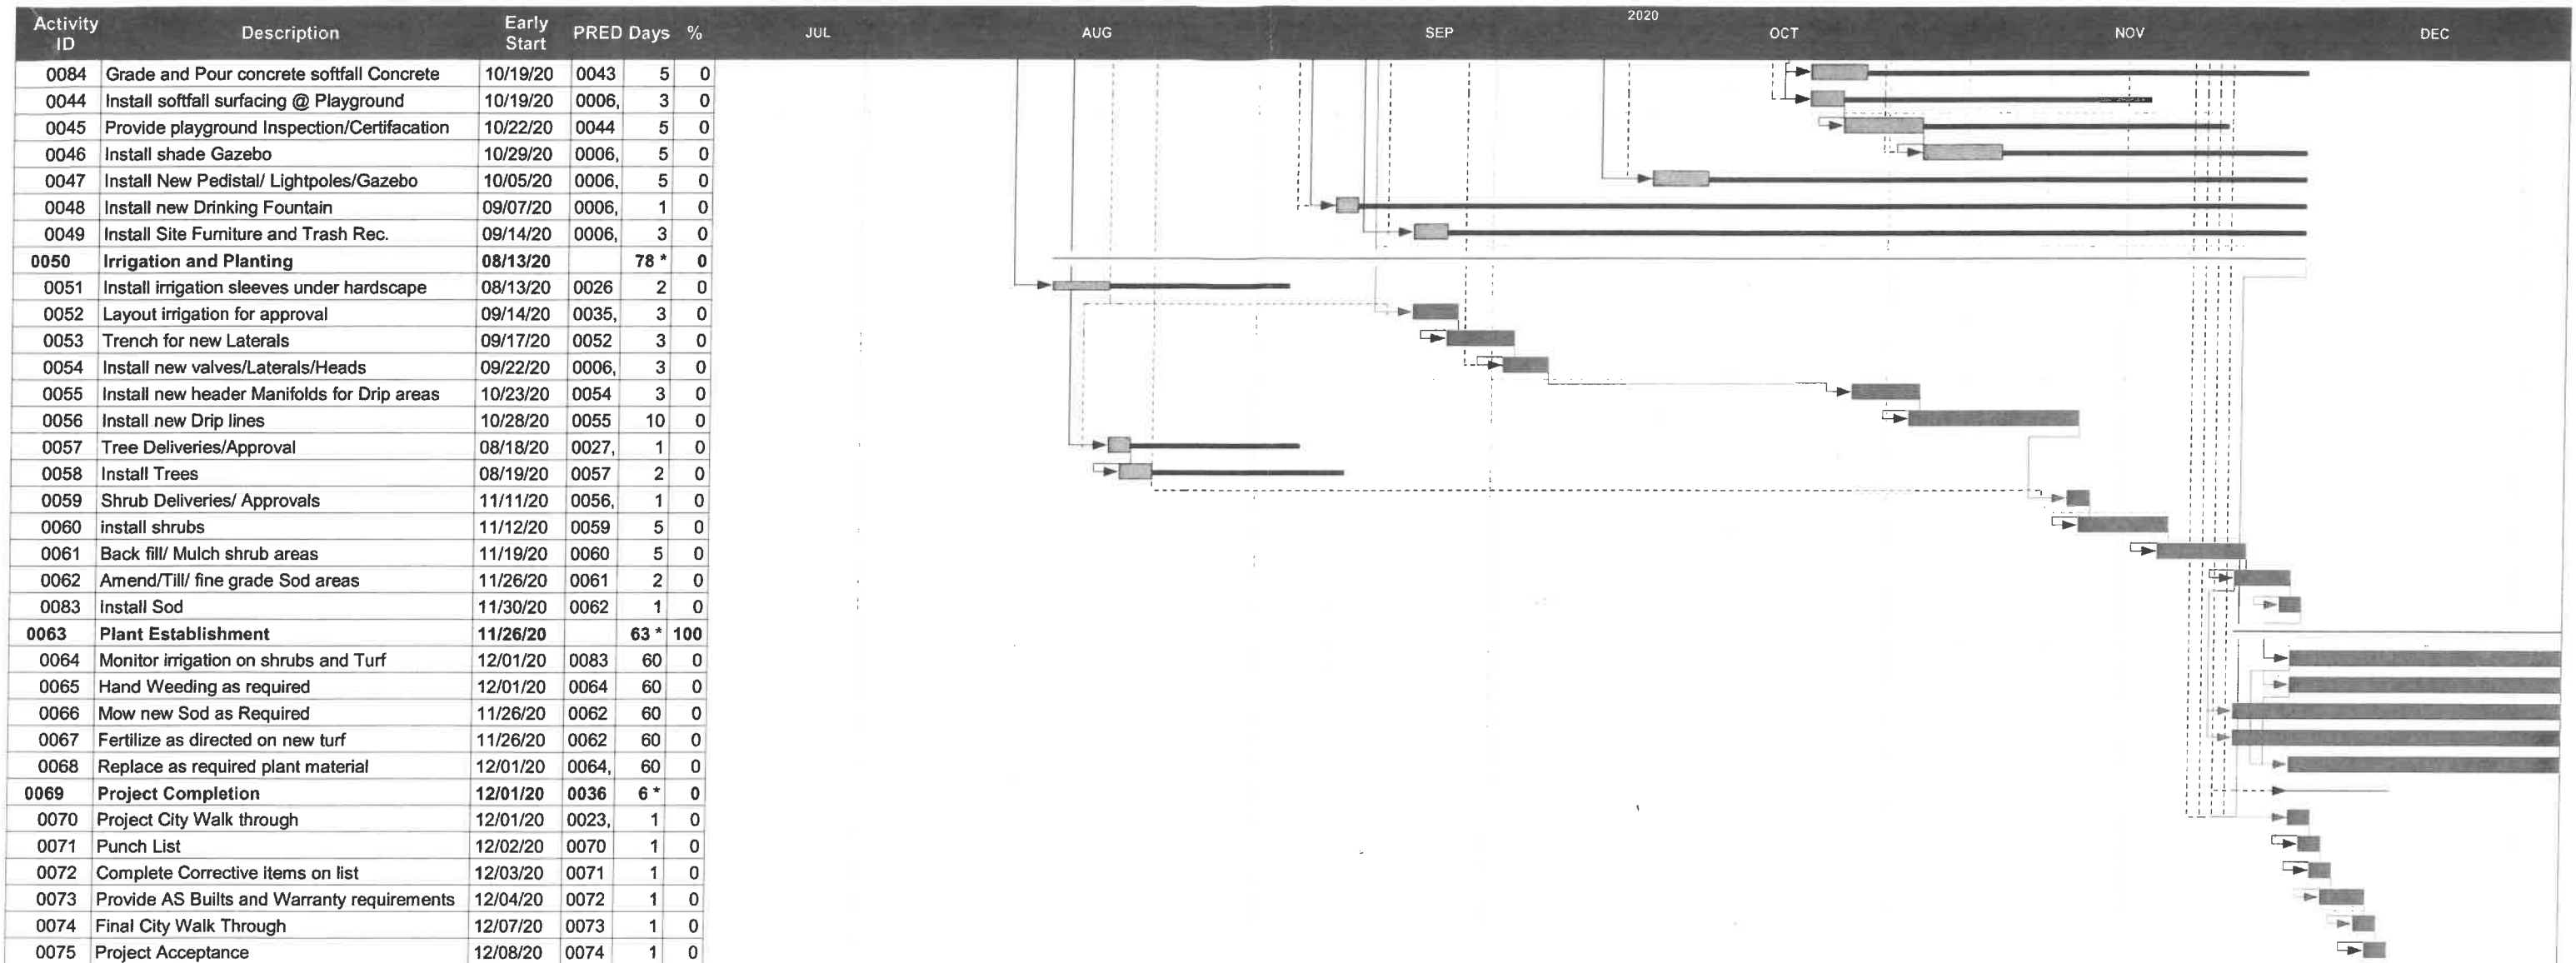 2020
Activity ID Description Early Start PRED Days % JUL AUG SEP OCT NOV DEC
0084 Grade and Pour concrete softfall Concrete 10/19/20 0043 5 0
0044 Install softfall surfacing @ Playground 10/19/20 0006, 3 0
0045 Provide playground Inspection/Certifacation 10/22/20 0044 5 0
0046 Install shade Gazebo 10/29/20 0006, 5 0
0047 Install New Pedistal/ Lightpoles/Gazebo 10/05/20 0006, 5 0
0048 Install new Drinking Fountain 09/07/20 0006, 1 0
0049 Install Site Furniture and Trash Rec. 09/14/20 0006, 3 0
0050 Irrigation and Planting 08/13/20 78 * 0
0051 Install irrigation sleeves under hardscape 08/13/20 0026 2 0
0052 Layout irrigation for approval 09/14/20 0035, 3 0
0053 Trench for new Laterals 09/17/20 0052 3 0
0054 Install new valves/Laterals/Heads 09/22/20 0006, 3 0
0055 Install new header Manifolds for Drip areas 10/23/20 0054 3 0
0056 Install new Drip lines 10/28/20 0055 10 0
0057 Tree Deliveries/Approval 08/18/20 0027, 1 0
0058 Install Trees 08/19/20 0057 2 0
0059 Shrub Deliveries/ Approvals 11/11/20 0056, 1 0
0060 install shrubs 11/12/20 0059 5 0
0061 Back fill/ Mulch shrub areas 11/19/20 0060 5 0
0062 Amend/Till/ fine grade Sod areas 11/26/20 0061 2 0
0083 Install Sod 11/30/20 0062 1 0
0063 Plant Establishment 11/26/20 63 * 100
0064 Monitor irrigation on shrubs and Turf 12/01/20 0083 60 0
0065 Hand Weeding as required 12/01/20 0064 60 0
0066 Mow new Sod as Required 11/26/20 0062 60 0
0067 Fertilize as directed on new turf 11/26/20 0062 60 0
0068 Replace as required plant material 12/01/20 0064, 60 0
0069 Project Completion 12/01/20 0036 6 * 0
0070 Project City Walk through 12/01/20 0023, 1 0
0071 Punch List 12/02/20 0070 1 0
0072 Complete Corrective items on list 12/03/20 0071 1 0
0073 Provide AS Builts and Warranty requirements 12/04/20 0072 1 0
0074 Final City Walk Through 12/07/20 0073 1 0
0075 Project Acceptance 12/08/20 0074 1 0